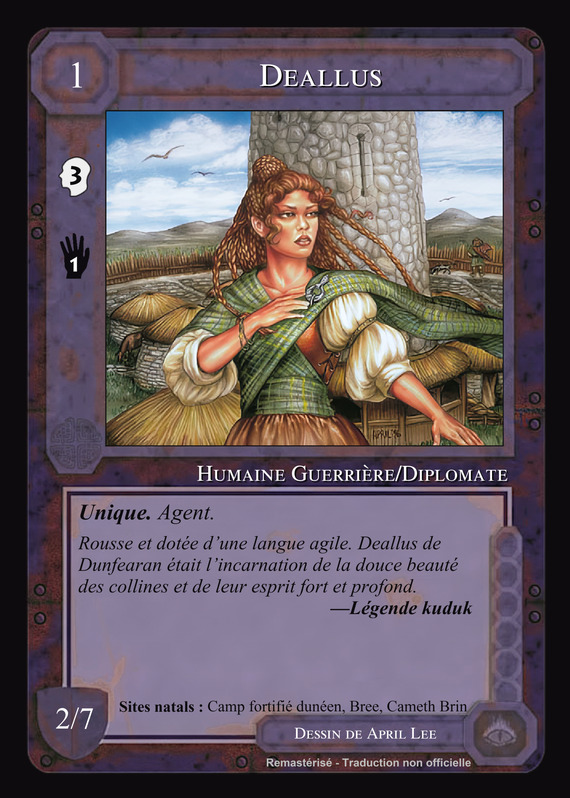 1
DEALLUS
3
1
APRIL '96
HUMAINE GUERRIÈRE/DIPLOMATE
Unique. Agent.
Rousse et dotée d'une langue agile. Deallus de
Dunfearan était l'incarnation de la douce beauté
des collines et de leur esprit fort et profond.
—Légende kuduk
Sites natals : Camp fortifié dunéen, Bree, Cameth Brin
2/7
DESSIN DE APRIL LEE
Remastérisé - Traduction non officielle